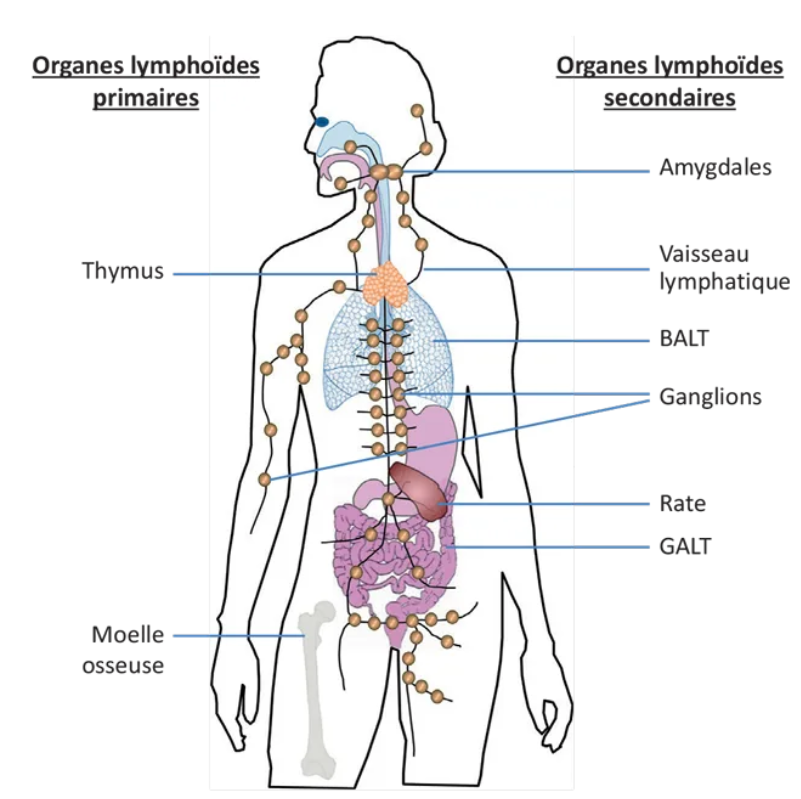 Organes lymphoïdes
primaires
Organes lymphoïdes
secondaires
Amygdales
Thymus
Vaisseau
lymphatique
BALT
Ganglions
Rate
GALT
Moelle
osseuse